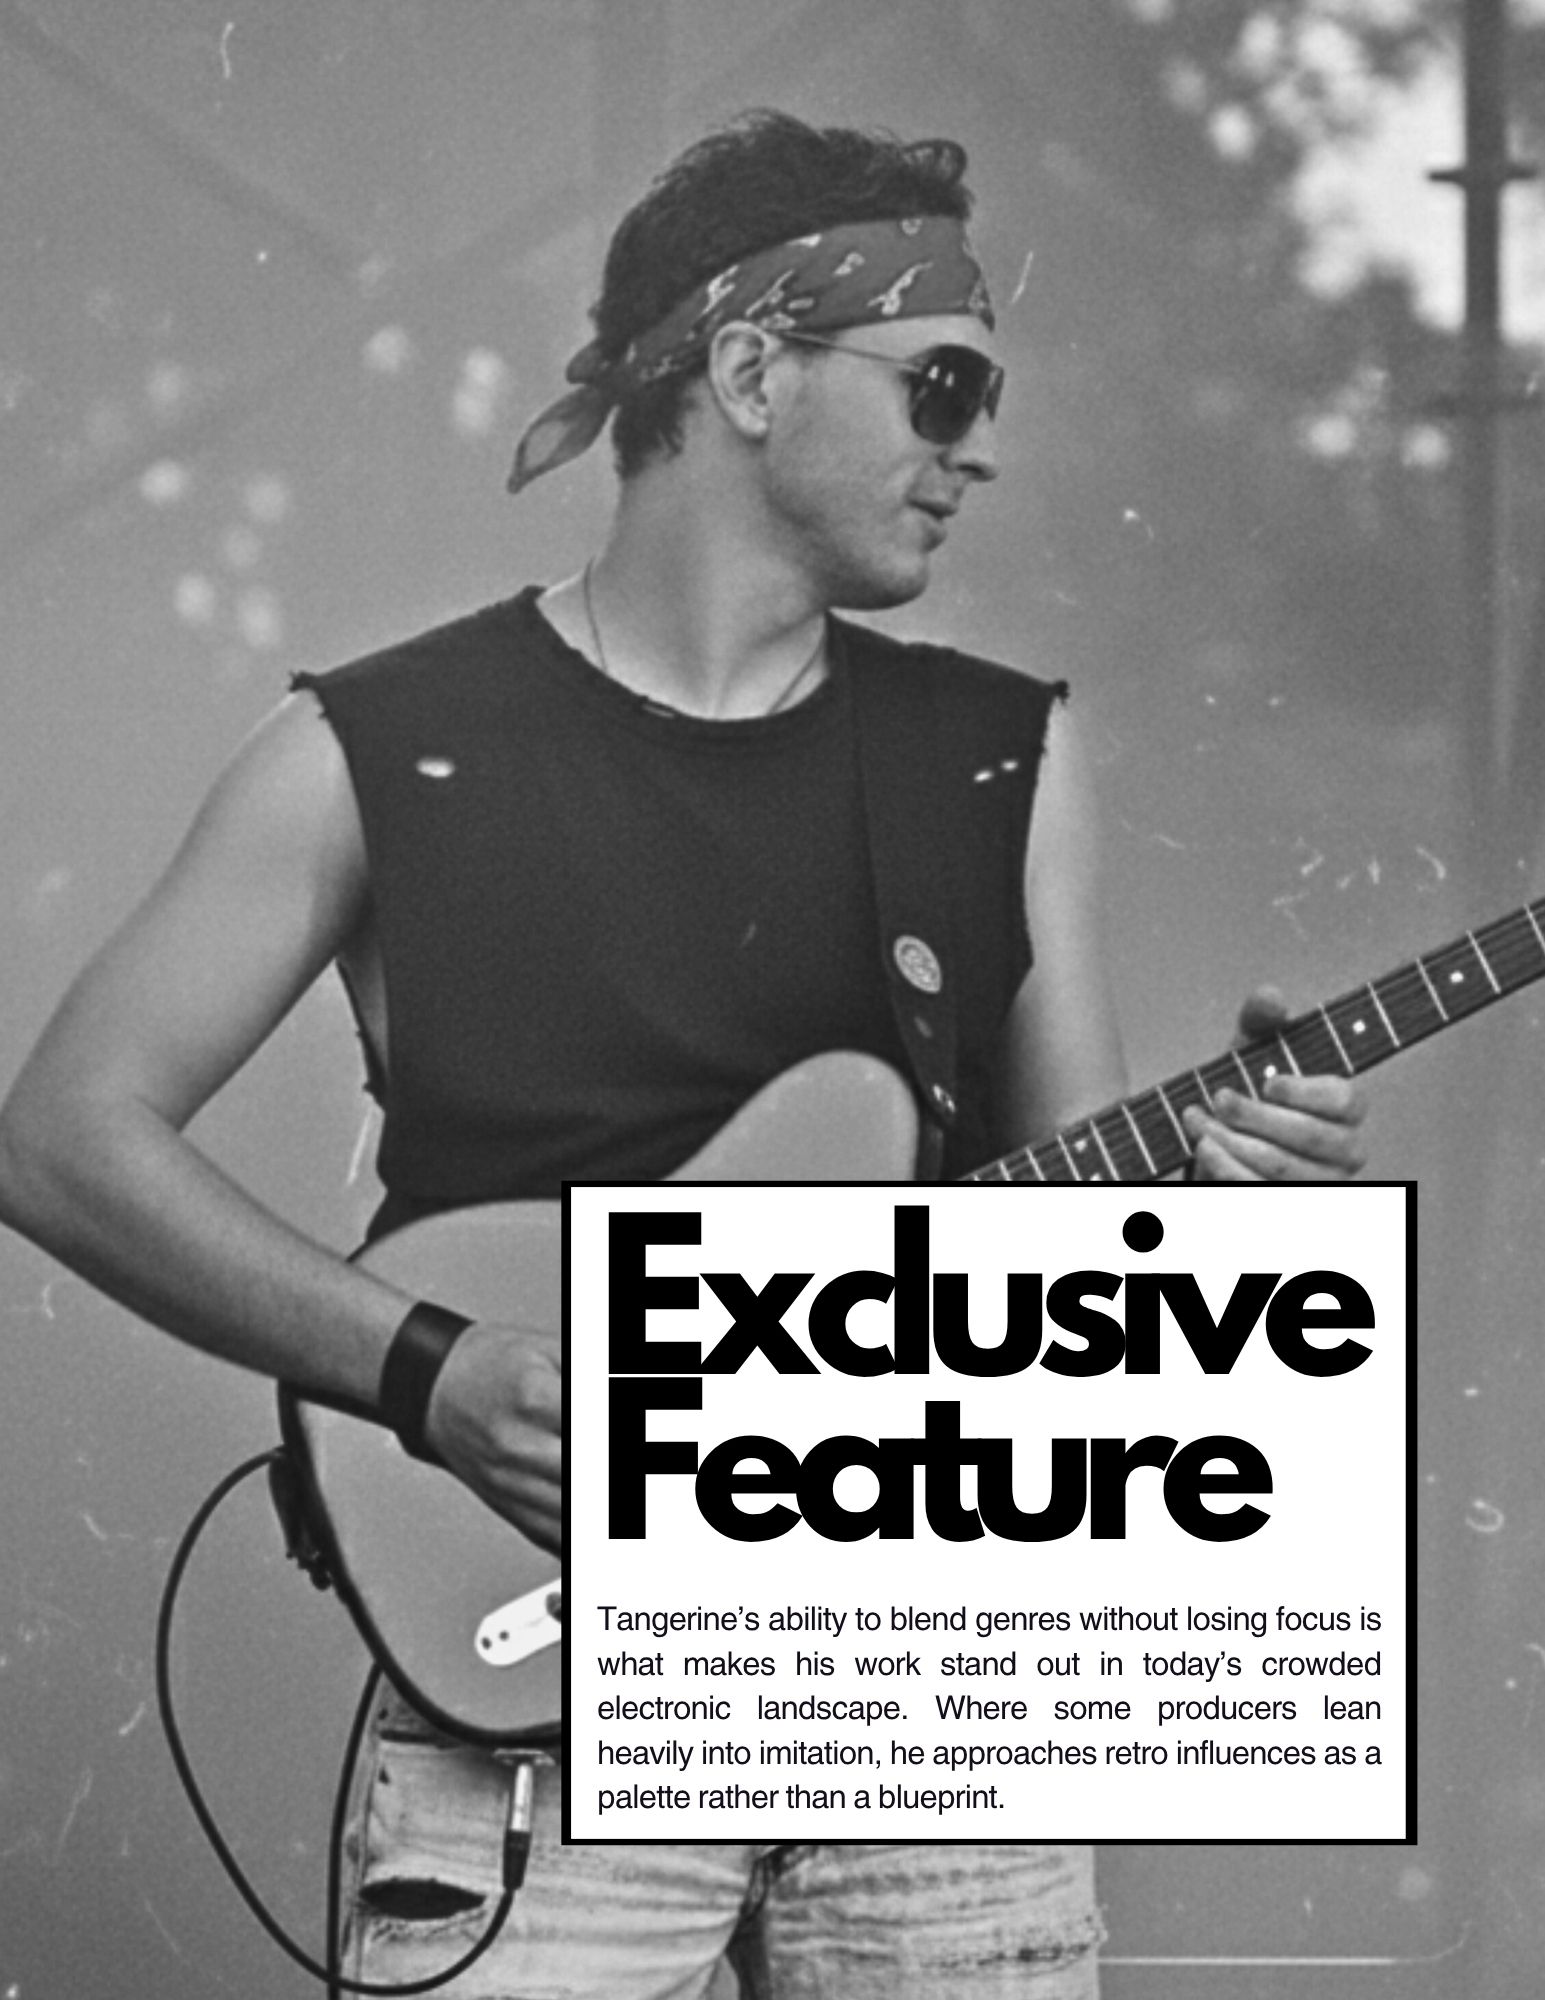 Exclusive
Feature
Tangerine’s ability to blend genres without losing focus is
what makes his work stand out in today’s crowded
electronic landscape. Where some producers lean
heavily into imitation, he approaches retro influences as a
palette rather than a blueprint.